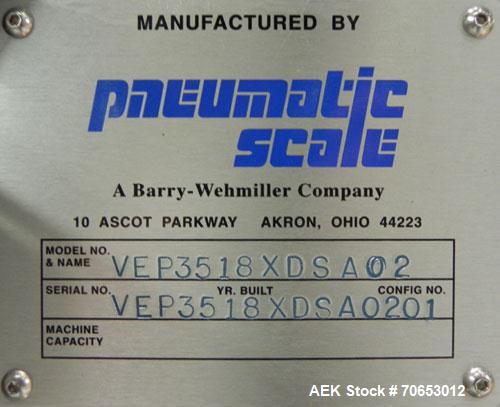 MANUFACTURED BY
pneumatic
scale
A Barry-Wehmiller Company
10 ASCOT PARKWAY AKRON, OHIO 44223
MODEL NO. & NAME VEP3518XDSA02
SERIAL NO. YR. BUILT CONFIG NO.
VEP3518XDSA0201
MACHINE CAPACITY
AEK Stock # 70653012